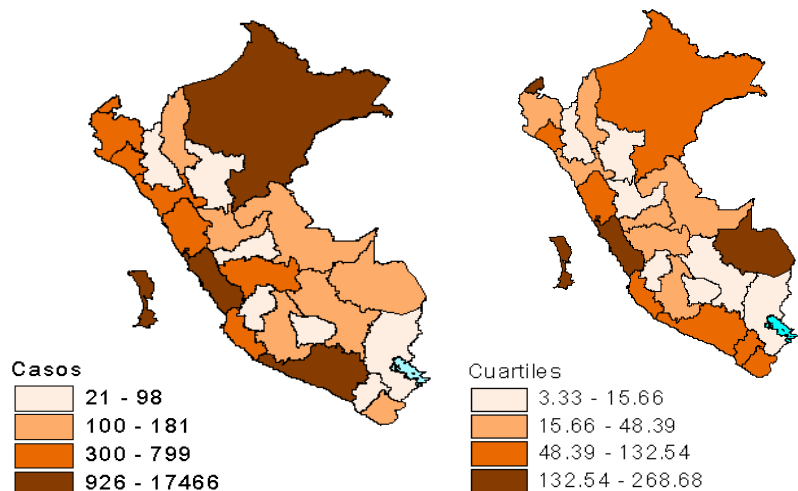 Casos
21 - 98
100 - 181
300 - 799
926 - 17466
Cuartiles
3.33 - 15.66
15.66 - 48.39
48.39 - 132.54
132.54 - 268.68